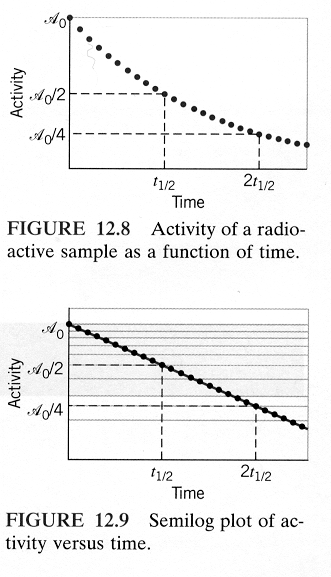 𝒜0
𝒜0/2
𝒜0/4
Activity
t1/2
2t1/2
Time
FIGURE 12.8 Activity of a radio-
active sample as a function of time.
𝒜0
𝒜0/2
𝒜0/4
Activity
t1/2
2t1/2
Time
FIGURE 12.9 Semilog plot of ac-
tivity versus time.